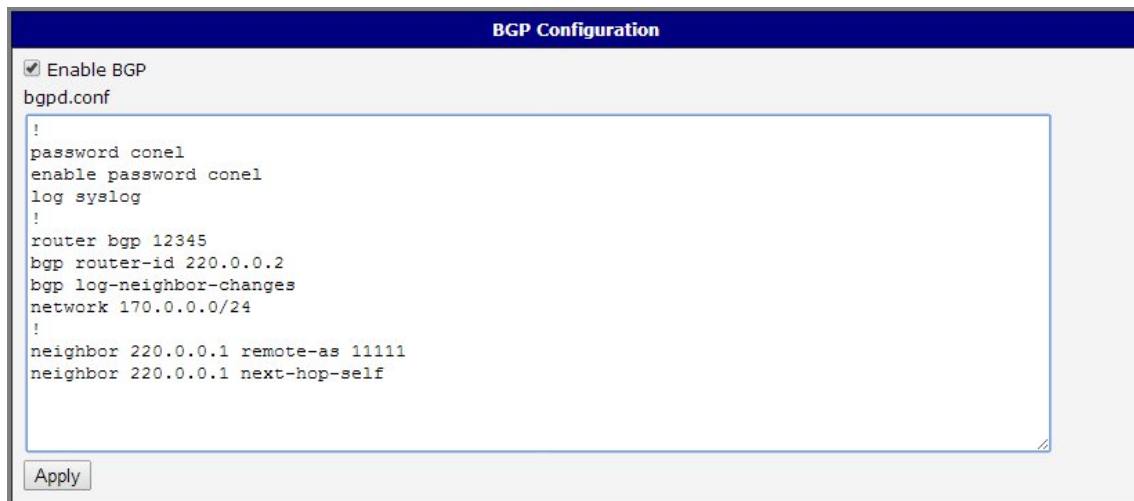 BGP Configuration
Enable BGP
bgpd.conf
!
password conel
enable password conel
log syslog
!
router bgp 12345
bgp router-id 220.0.0.2
bgp log-neighbor-changes
network 170.0.0.0/24
!
neighbor 220.0.0.1 remote-as 11111
neighbor 220.0.0.1 next-hop-self
Apply